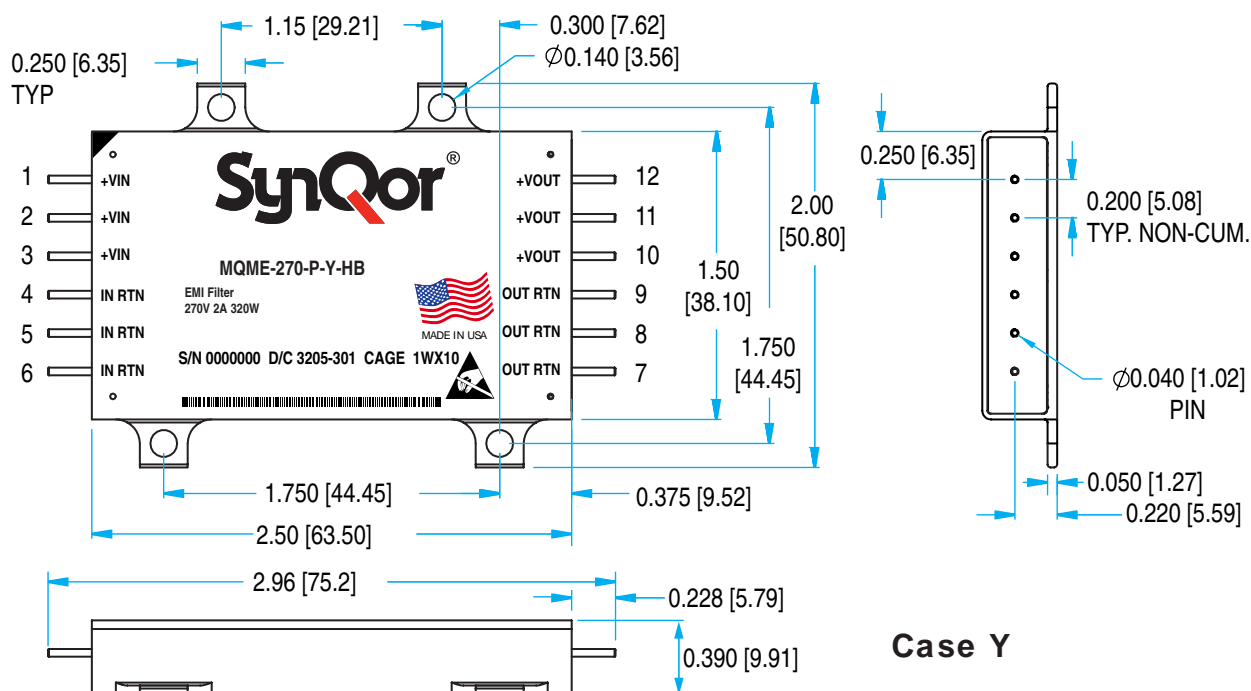 1.15 [29.21]
0.300 [7.62]
∅0.140 [3.56]
0.250 [6.35]
TYP
SynQor®
1 +VIN
2 +VIN
3 +VIN
4 IN RTN
5 IN RTN
6 IN RTN
+VOUT 12
+VOUT 11
+VOUT 10
OUT RTN 9
OUT RTN 8
OUT RTN 7
MQME-270-P-Y-HB
EMI Filter
270V 2A 320W
MADE IN USA
S/N 0000000 D/C 3205-301 CAGE 1WX10
2.00
[50.80]
1.50
[38.10]
1.750
[44.45]
1.750 [44.45]
0.375 [9.52]
2.50 [63.50]
2.96 [75.2]
0.228 [5.79]
0.390 [9.91]
0.250 [6.35]
0.200 [5.08]
TYP. NON-CUM.
∅0.040 [1.02]
PIN
0.050 [1.27]
0.220 [5.59]
Case Y